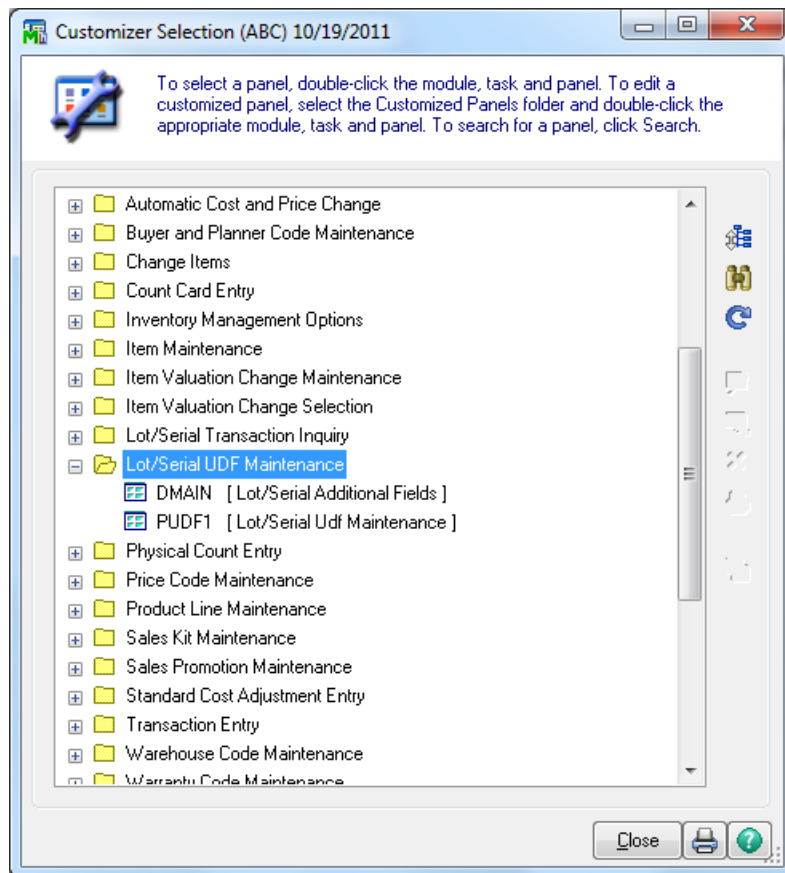 Customizer Selection (ABC) 10/19/2011
To select a panel, double-click the module, task and panel. To edit a
customized panel, select the Customized Panels folder and double-click the
appropriate module, task and panel. To search for a panel, click Search.
Automatic Cost and Price Change
Buyer and Planner Code Maintenance
Change Items
Count Card Entry
Inventory Management Options
Item Maintenance
Item Valuation Change Maintenance
Item Valuation Change Selection
Lot/Serial Transaction Inquiry
Lot/Serial UDF Maintenance
DMAIN [ Lot/Serial Additional Fields ]
PUDF1 [ Lot/Serial Udf Maintenance ]
Physical Count Entry
Price Code Maintenance
Product Line Maintenance
Sales Kit Maintenance
Sales Promotion Maintenance
Standard Cost Adjustment Entry
Transaction Entry
Warehouse Code Maintenance
Warranty Code Maintenance
Close